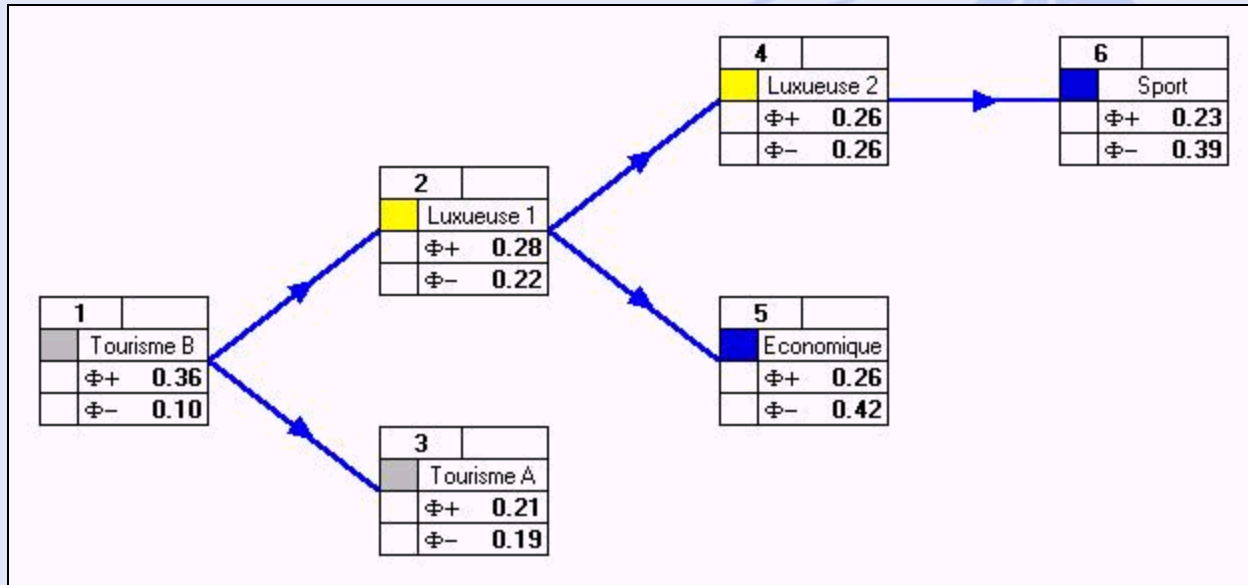 1
Tourisme B
Φ+ 0.36
Φ− 0.10
2
Luxueuse 1
Φ+ 0.28
Φ− 0.22
3
Tourisme A
Φ+ 0.21
Φ− 0.19
4
Luxueuse 2
Φ+ 0.26
Φ− 0.26
5
Economique
Φ+ 0.26
Φ− 0.42
6
Sport
Φ+ 0.23
Φ− 0.39